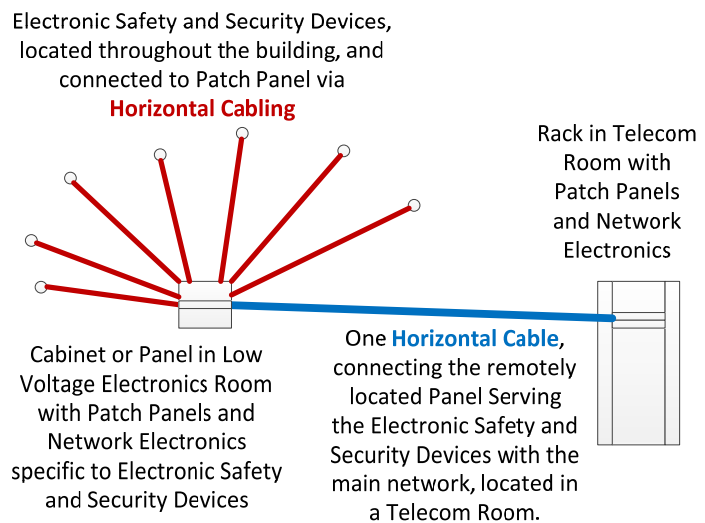 Electronic Safety and Security Devices,
located throughout the building, and
connected to Patch Panel via
Horizontal Cabling
Rack in Telecom
Room with
Patch Panels
and Network
Electronics
Cabinet or Panel in Low
Voltage Electronics Room
with Patch Panels and
Network Electronics
specific to Electronic Safety
and Security Devices
One Horizontal Cable,
connecting the remotely
located Panel Serving
the Electronic Safety and
Security Devices with the
main network, located in
a Telecom Room.